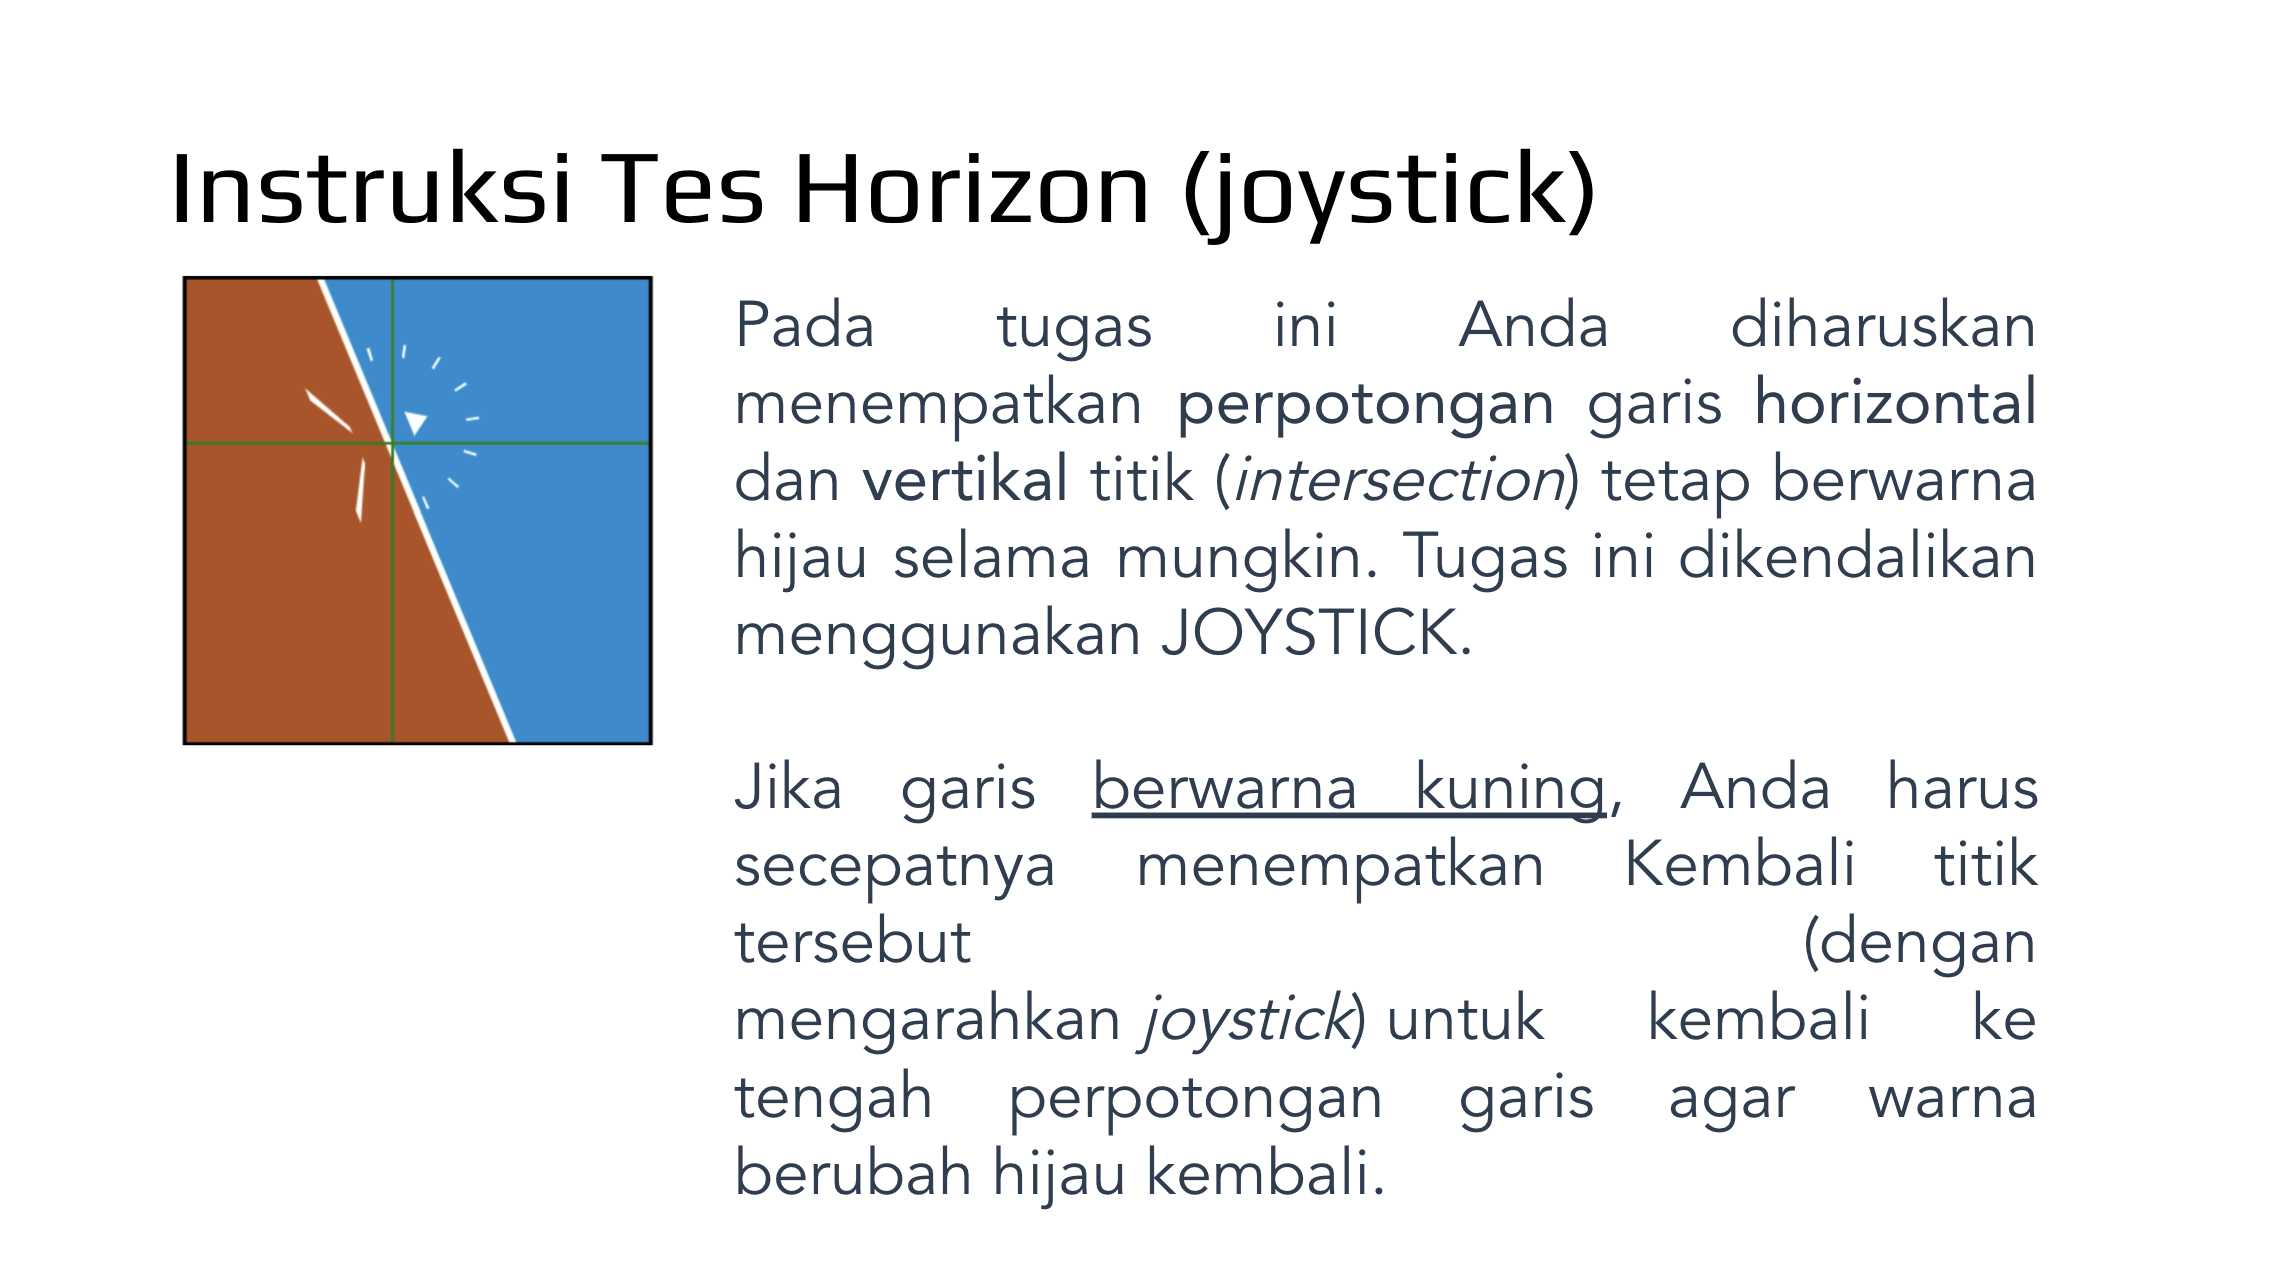 Instruksi Tes Horizon (joystick)
Pada tugas ini Anda diharuskan
menempatkan perpotongan garis horizontal
dan vertikal titik (intersection) tetap berwarna
hijau selama mungkin. Tugas ini dikendalikan
menggunakan JOYSTICK.
Jika garis berwarna kuning, Anda harus
secepatnya menempatkan Kembali titik
tersebut (dengan
mengarahkan joystick) untuk kembali ke
tengah perpotongan garis agar warna
berubah hijau kembali.